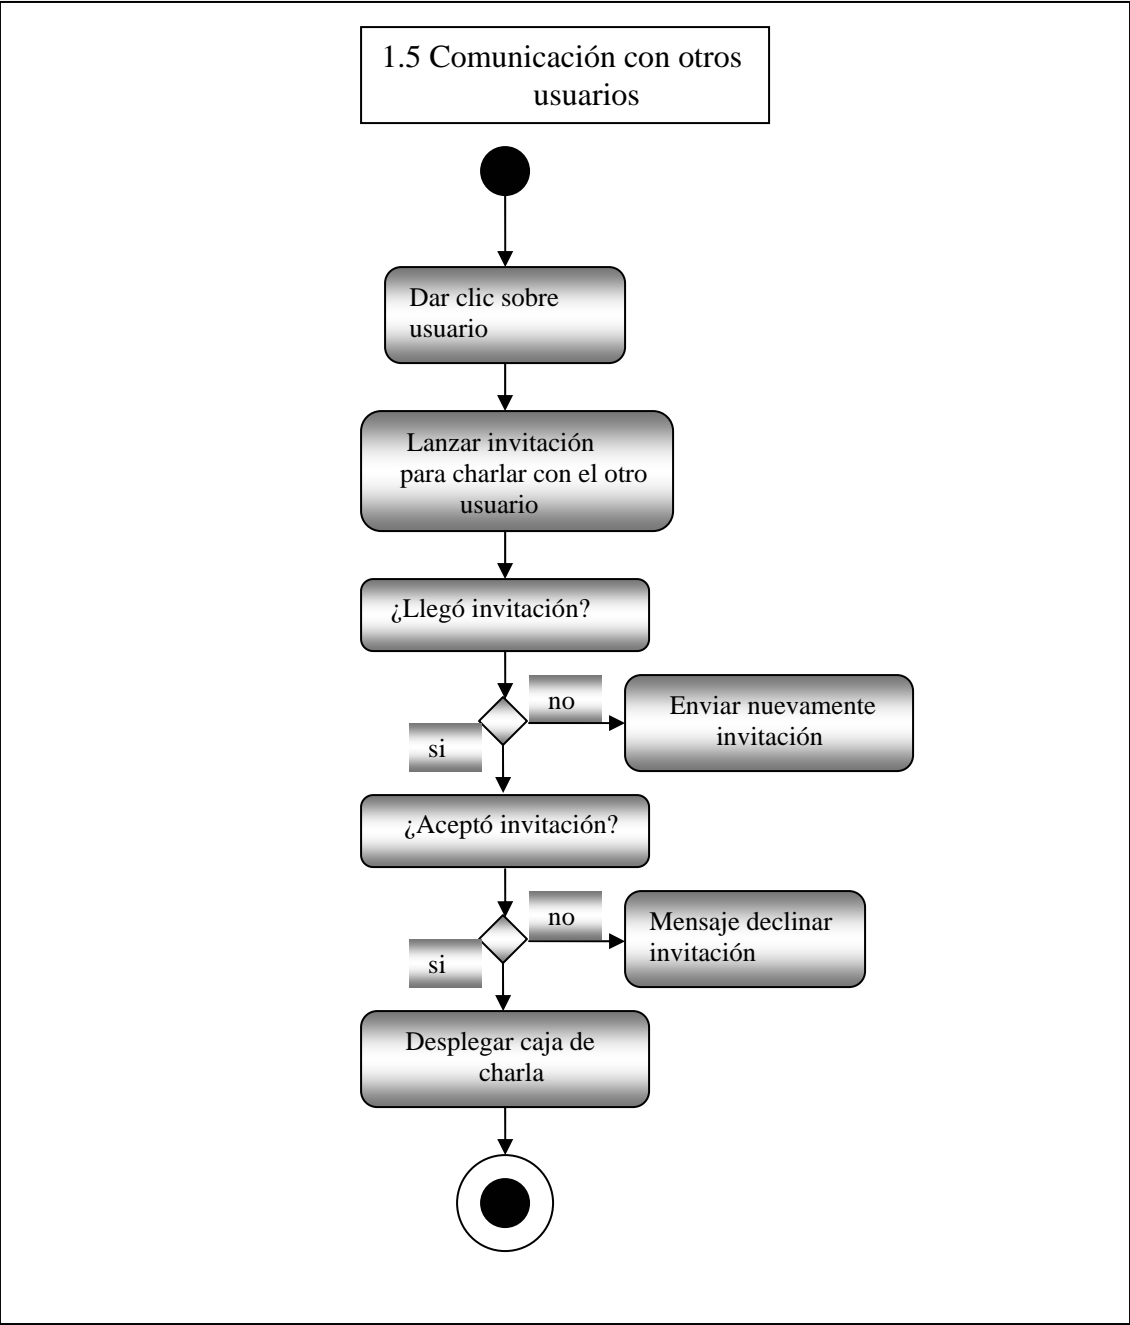 1.5 Comunicación con otros
usuarios
Dar clic sobre
usuario
Lanzar invitación
para charlar con el otro
usuario
¿Llegó invitación?
no
Enviar nuevamente
invitación
si
¿Aceptó invitación?
no
Mensaje declinar
invitación
si
Desplegar caja de
charla